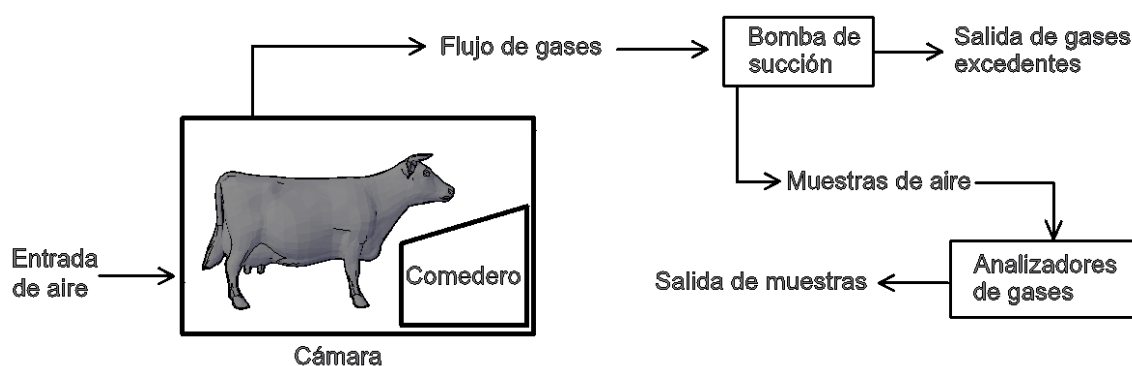 Flujo de gases
Bomba de
succión
Salida de gases
excedentes
Muestras de aire
Entrada
de aire
Comedero
Salida de muestras
Analizadores
de gases
Cámara